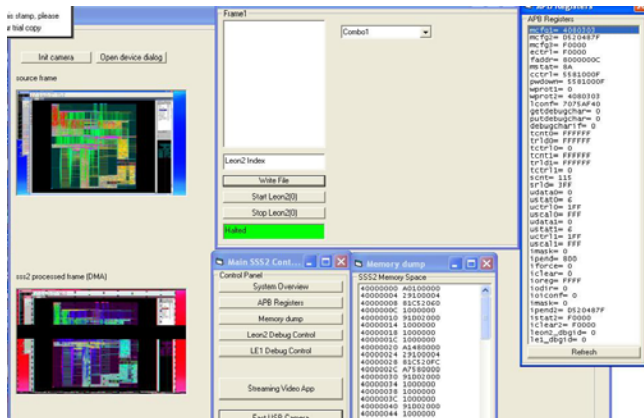 is stamp, please
r trial copy
Init camera
Open device dialog
source frame
sss2 processed frame (DMA)
Frame1
Combo1
Leon2 Index
Write File
Start Leon2(0)
Stop Leon2(0)
Halted
Main SSS2 Cont...
Control Panel
System Overview
APB Registers
Memory dump
Leon2 Debug Control
LE1 Debug Control
Streaming Video App
Fast USB Camera
Memory dump
SSS2 Memory Space
40000000 A0100000
40000004 29100004
40000008 81C52060
4000000C 1000000
40000010 91D02000
40000014 1000000
40000018 1000000
4000001C 1000000
40000020 A1480000
40000024 29100004
40000028 81C520FC
4000002C A7580000
40000030 91D02000
40000034 1000000
40000038 1000000
4000003C 1000000
40000040 91D02000
40000044 1000000
APB Registers
APB Registers
mcfg1= 4080303
mcfg2= D520487F
mcfg3= F0000
ectrl= F0000
faddr= 8000000C
mstat= 8A
cctrl= 5581000F
pwdown= 5581000F
wprot1= 0
wprot2= 4080303
lconf= 7075AF40
getdebugchar= 0
putdebugchar= 0
debugcharif= 0
tcnt0= FFFFFF
trld0= FFFFFF
tctrl0= 0
tcnt1= FFFFFF
trld1= FFFFFF
tctrl1= 0
scnt= 115
srld= 3FF
udata0= 0
ustat0= 6
uctrl0= 1FF
uscal0= FFF
udata1= 0
ustat1= 6
uctrl1= 1FF
uscal1= FFF
imask= 0
ipend= 800
iforce= 0
iclear= 0
ioreg= FFFF
iodir= 0
ioiconf= 0
imask= 0
ipend2= D520487F
istat2= F0000
iclear2= F0000
leon2_dbgid= 0
le1_dbgid= 0
Refresh